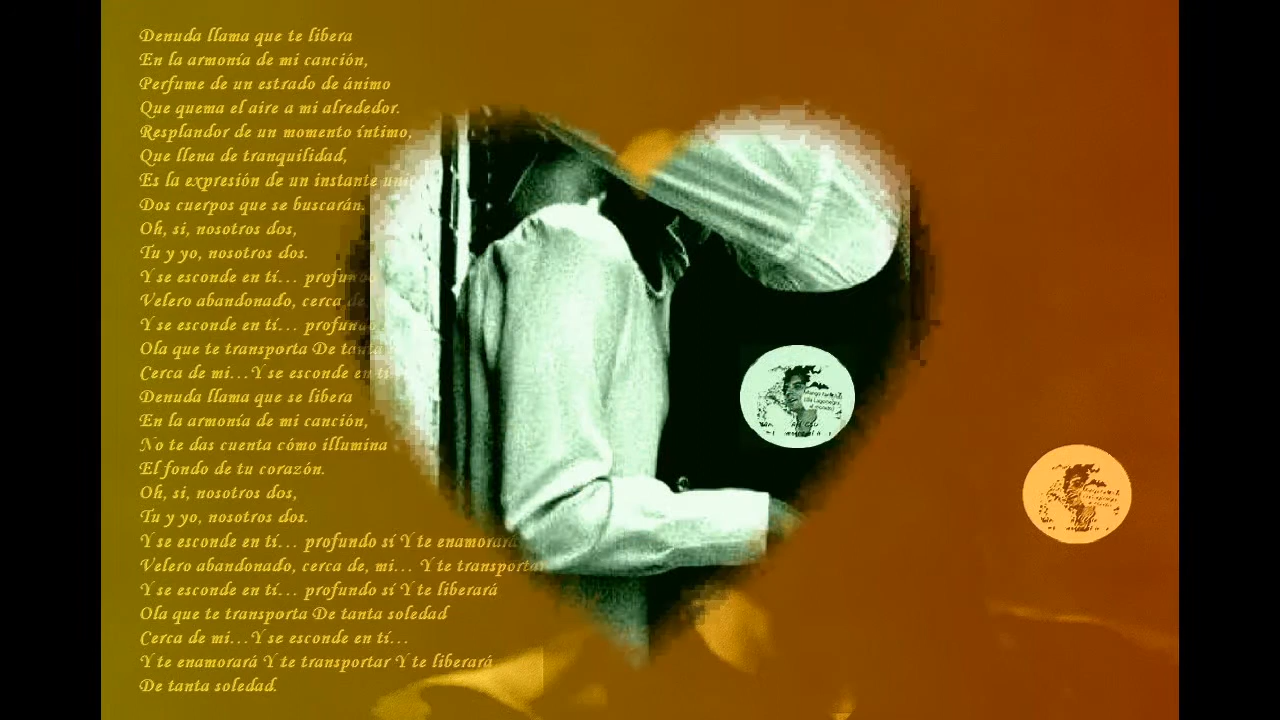 Denuda llama que te libera
En la armonía de mi canción,
Perfume de un estrado de ánimo
Que quema el aire a mi alrededor.
Resplandor de un momento íntimo,
Que llena de tranquilidad,
Es la expresión de un instante
Dos cuerpos que se buscarán.
Oh, si, nosotros dos,
Tu y yo, nosotros dos.
Y se esconde en tí… profundo
Velero abandonado, cerca de,
Y se esconde en tí… profundo
Ola que te transporta De tanta
Cerca de mi…Y se esconde en tí
Denuda llama que se libera
En la armonía de mi canción,
No te das cuenta cómo illumina
El fondo de tu corazón.
Oh, si, nosotros dos,
Tu y yo, nosotros dos.
Y se esconde en tí… profundo sí Y te enamorará
Velero abandonado, cerca de, mi… Y te transporta
Y se esconde en tí… profundo sí Y te liberará
Ola que te transporta De tanta soledad
Cerca de mi…Y se esconde en tí…
Y te enamorará Y te transportar Y te liberará
De tanta soledad.